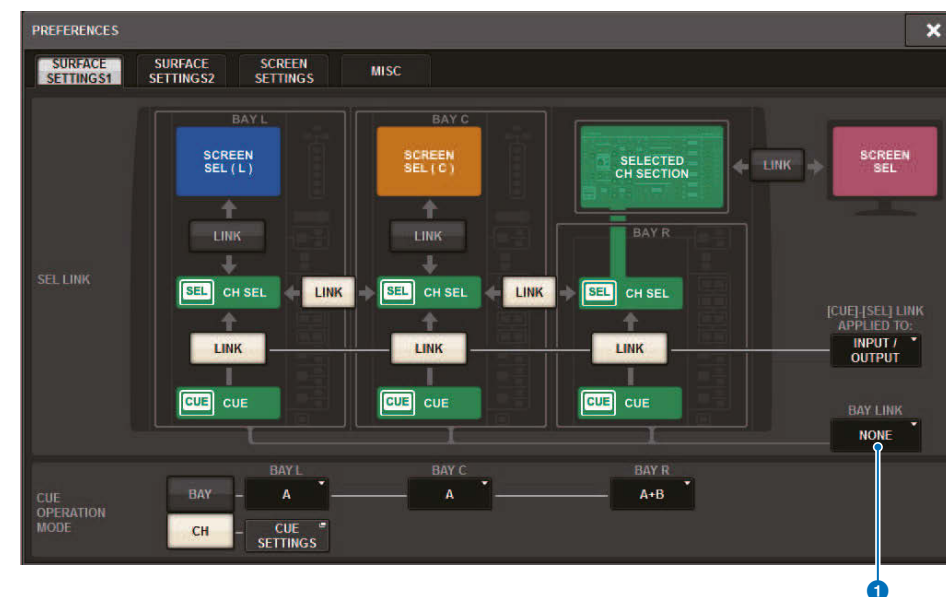 PREFERENCES
SURFACE
SETTINGS1
SURFACE
SETTINGS2
SCREEN
SETTINGS
MISC
BAY L
BAY C
SCREEN
SEL ( L )
SCREEN
SEL ( C )
SELECTED
CH SECTION
LINK
SCREEN
SEL
LINK
LINK
BAY R
SEL LINK
SEL CH SEL
LINK
SEL CH SEL
LINK
SEL CH SEL
[CUE]-[SEL] LINK
APPLIED TO:
LINK
LINK
LINK
INPUT /
OUTPUT
CUE CUE
CUE CUE
CUE CUE
BAY LINK
NONE
BAY L
BAY C
BAY R
CUE
OPERATION
MODE
BAY
A
A
A+B
CH
CUE
SETTINGS
1